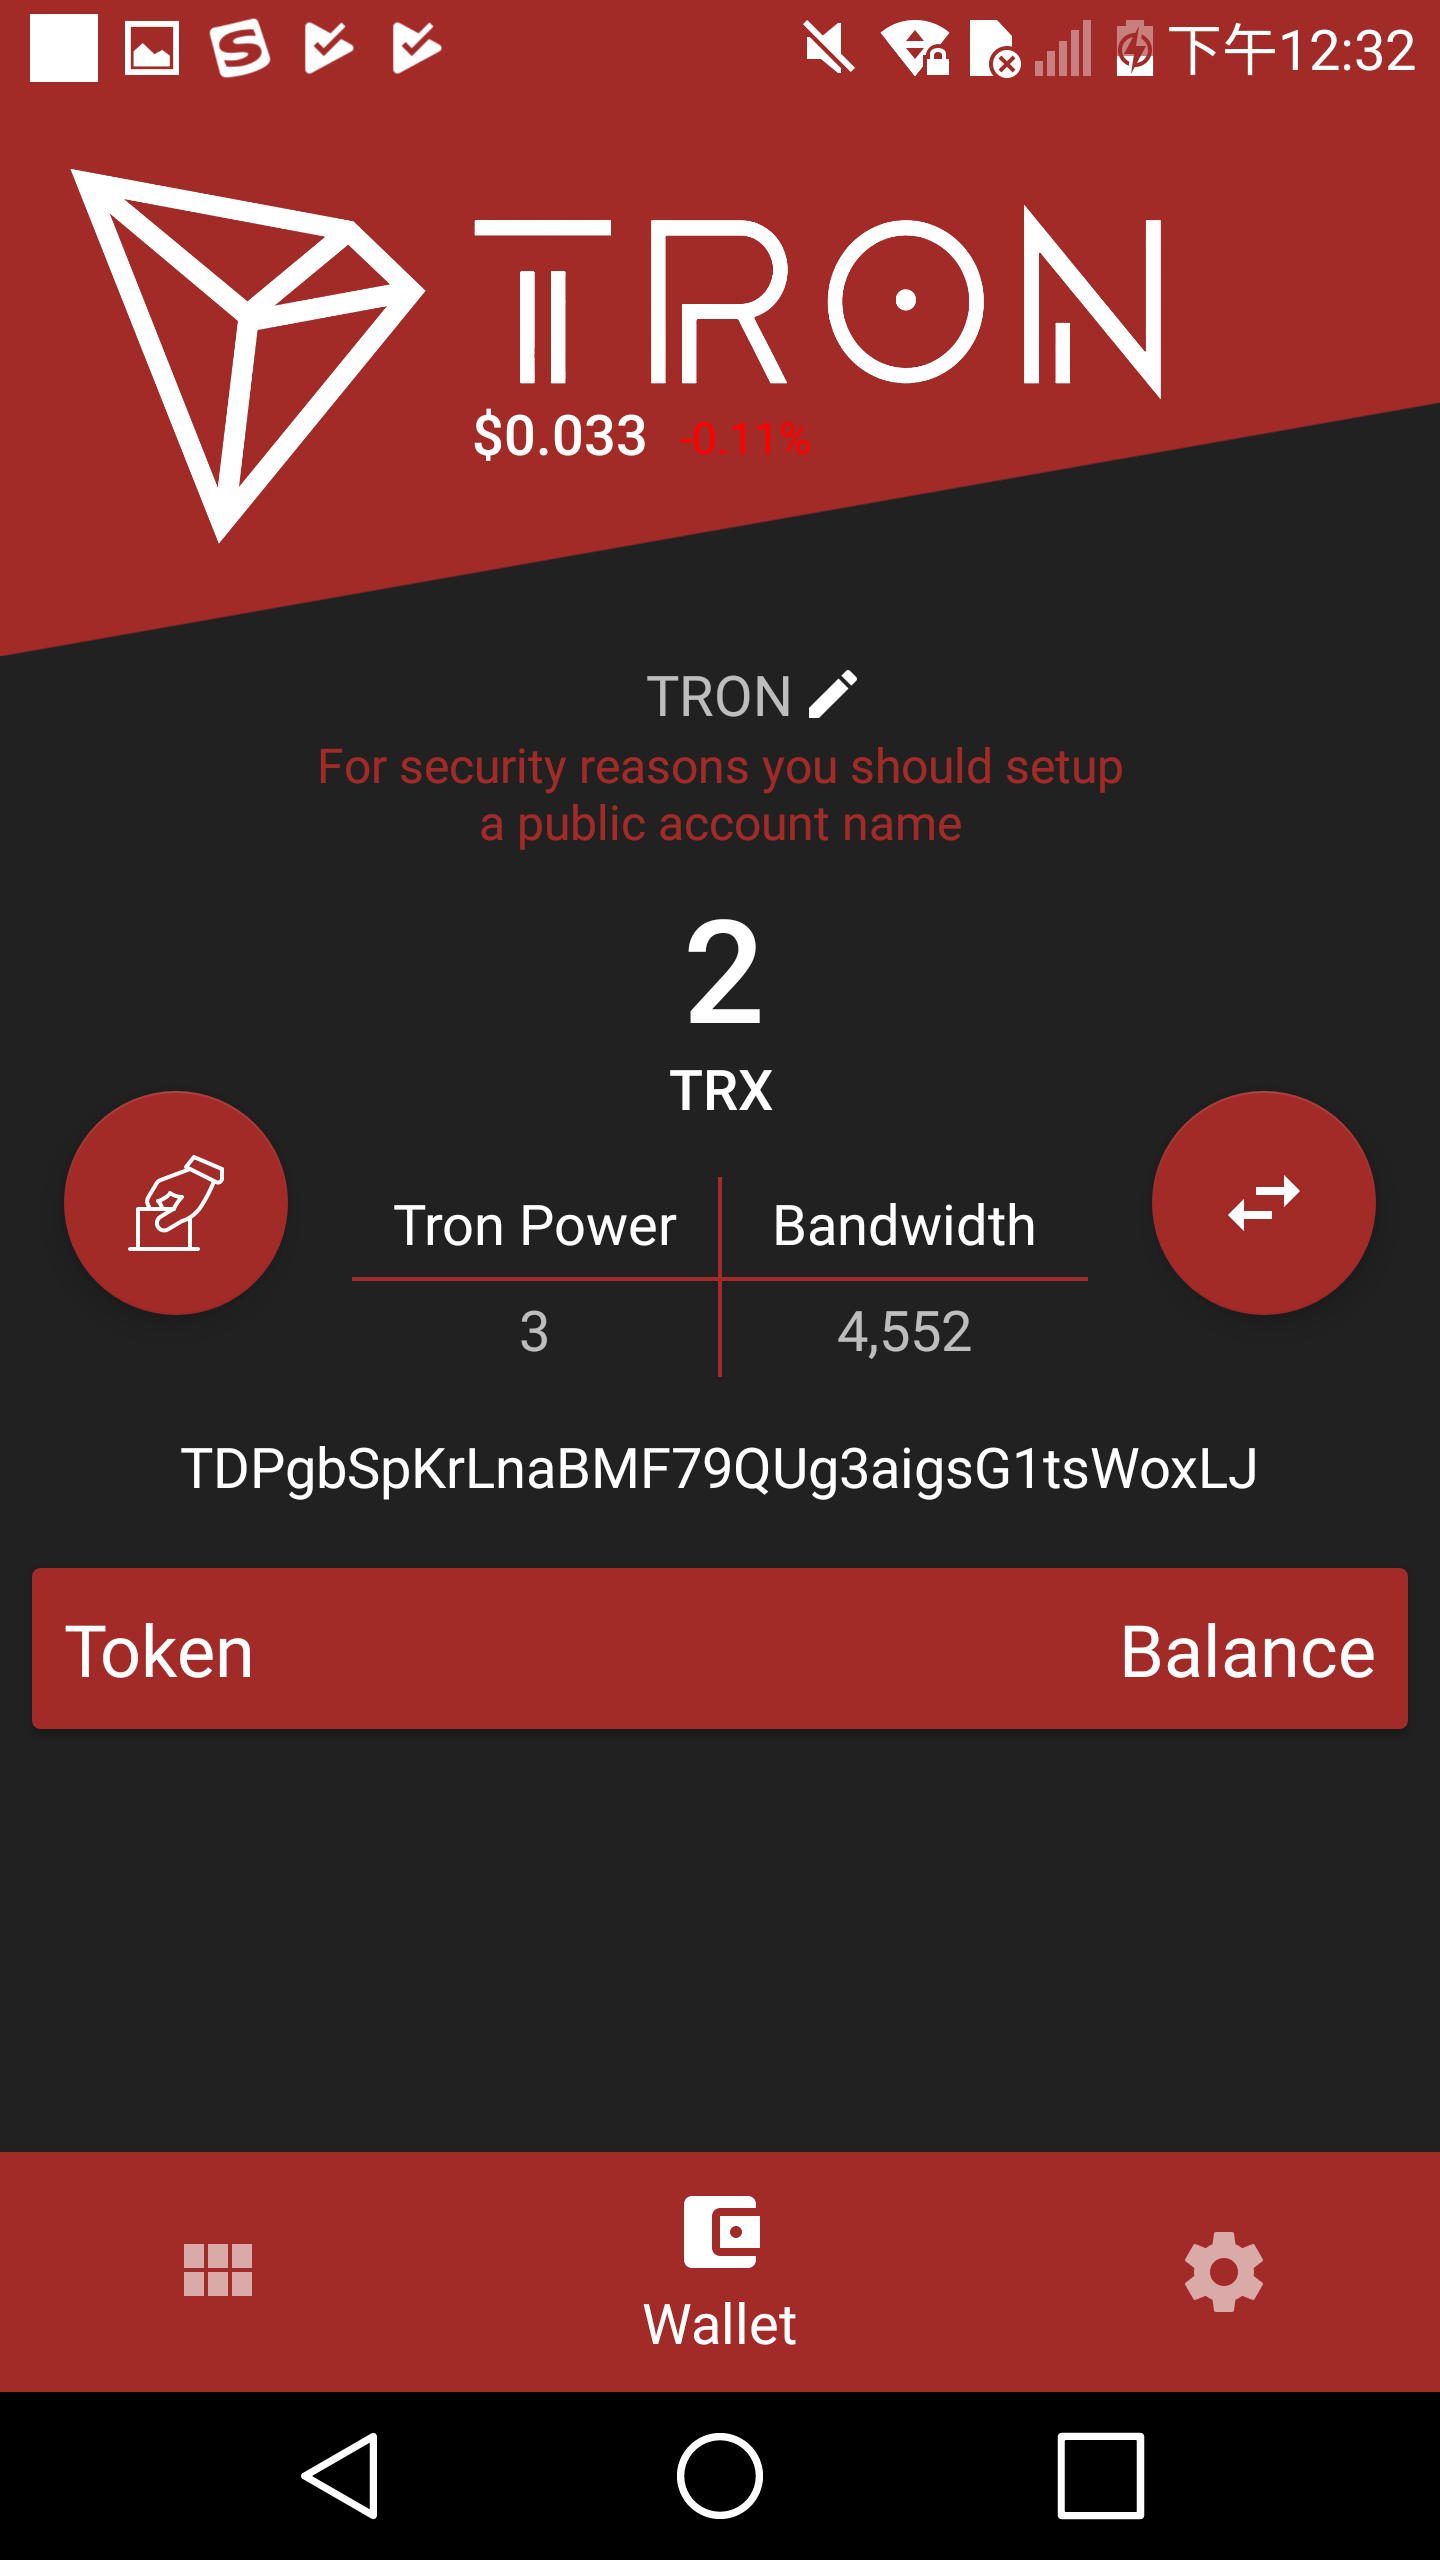 下午12:32
TRON
$0.033 -0.11%
TRON
For security reasons you should setup
a public account name
2
TRX
Tron Power Bandwidth
3 4,552
TDPgbSpKrLnaBMF79QUg3aigsG1tsWoxLJ
Token Balance
Wallet